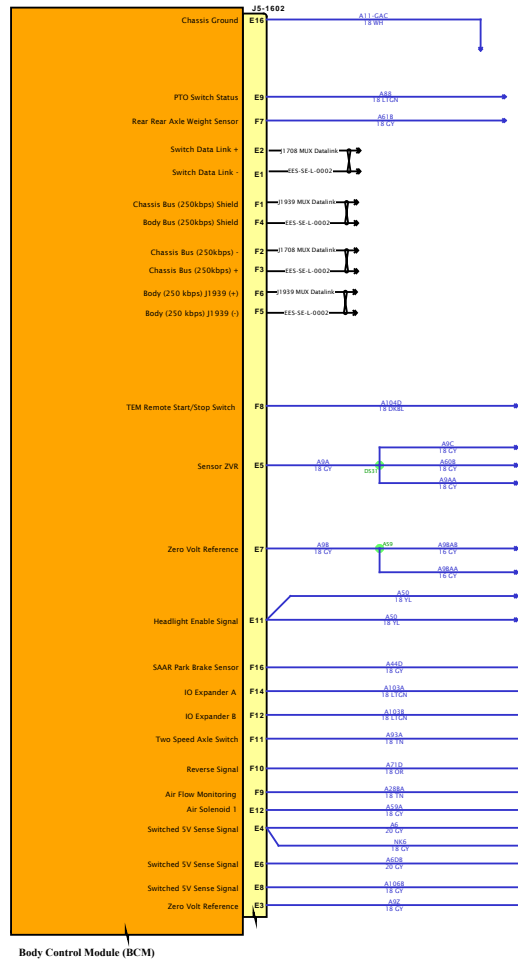 J5-1602
Chassis Ground E16 A11-GAC
18 WH
PTO Switch Status E9 A88
18 LTGN
Rear Rear Axle Weight Sensor F7 A61B
18 GY
Switch Data Link + E2 J1708 MUX Datalink
Switch Data Link - E1 EES-SE-L-0002
Chassis Bus (250kbps) Shield F1 J1939 MUX Datalink
Body Bus (250kbps) Shield F4 EES-SE-L-0002
Chassis Bus (250kbps) - F2 J1708 MUX Datalink
Chassis Bus (250kbps) + F3 EES-SE-L-0002
Body (250 kbps) J1939 (+) F6 J1939 MUX Datalink
Body (250 kbps) J1939 (-) F5 EES-SE-L-0002
TEM Remote Start/Stop Switch F8 A104D
18 DKBL
A9C
18 GY
Sensor ZVR E5 A9A A60B
18 GY DS31 18 GY
A9AA
18 GY
Zero Volt Reference E7 A9B AS9 A9BAB
18 GY 16 GY
A9BAA
16 GY
A50
18 YL
Headlight Enable Signal E11 A50
18 YL
SAAR Park Brake Sensor F16 A44D
18 GY
IO Expander A F14 A103A
18 LTGN
IO Expander B F12 A103B
18 LTGN
Two Speed Axle Switch F11 A93A
18 TN
Reverse Signal F10 A71D
18 OR
Air Flow Monitoring F9 A288A
18 TN
Air Solenoid 1 E12 A59A
18 GY
Switched 5V Sense Signal E4 A6
20 GY
NK6
18 GY
Switched 5V Sense Signal E6 A6DB
20 GY
Switched 5V Sense Signal E8 A106B
18 GY
Zero Volt Reference E3 A9Z
18 GY
Body Control Module (BCM)